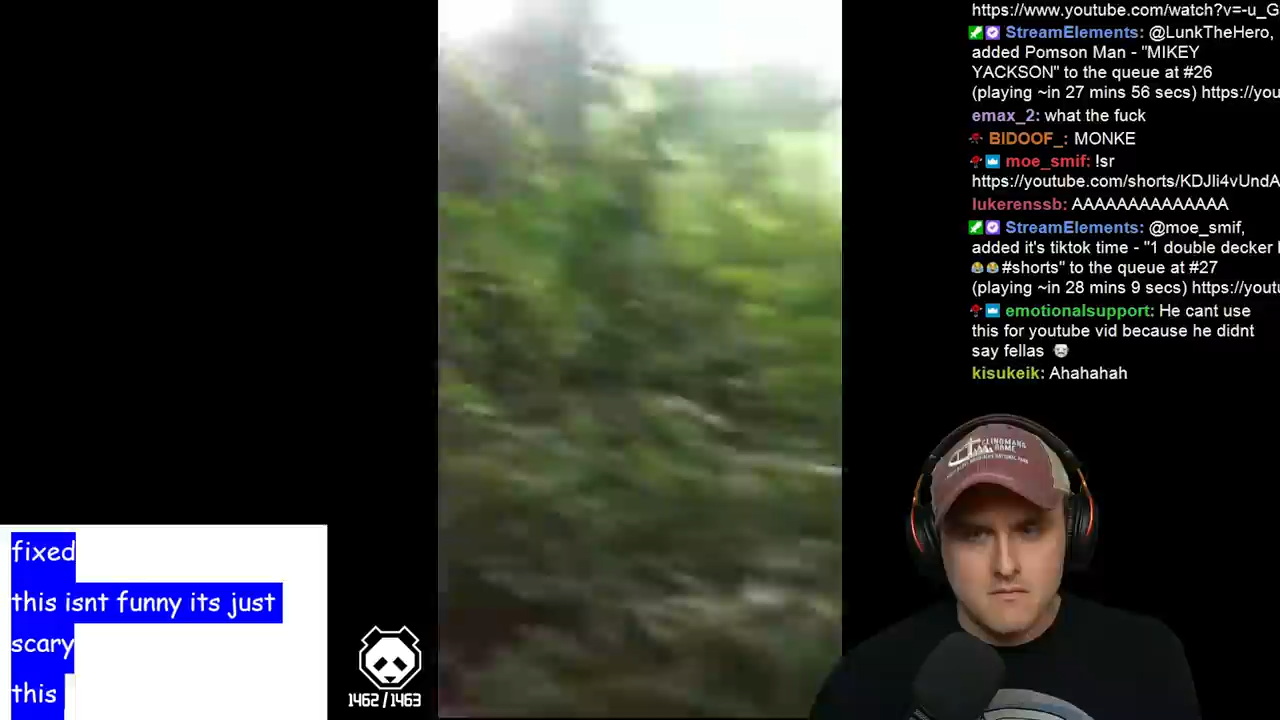 https://www.youtube.com/watch?v=-u_G
StreamElements: @LunkTheHero,
added Pomson Man - "MIKEY
YACKSON" to the queue at #26
(playing ~in 27 mins 56 secs) https://you
emax_2: what the fuck
BIDOOF_: MONKE
moe_smif: !sr
https://youtube.com/shorts/KDJli4vUndA
lukerenssb: AAAAAAAAAAAAAA
StreamElements: @moe_smif,
added it's tiktok time - "1 double decker
😂😂#shorts" to the queue at #27
(playing ~in 28 mins 9 secs) https://yout
emotionalsupport: He cant use
this for youtube vid because he didnt
say fellas
kisukeik: Ahahahah
CLINGMANS
DOME
fixed
this isnt funny its just
scary
this
1462/1463